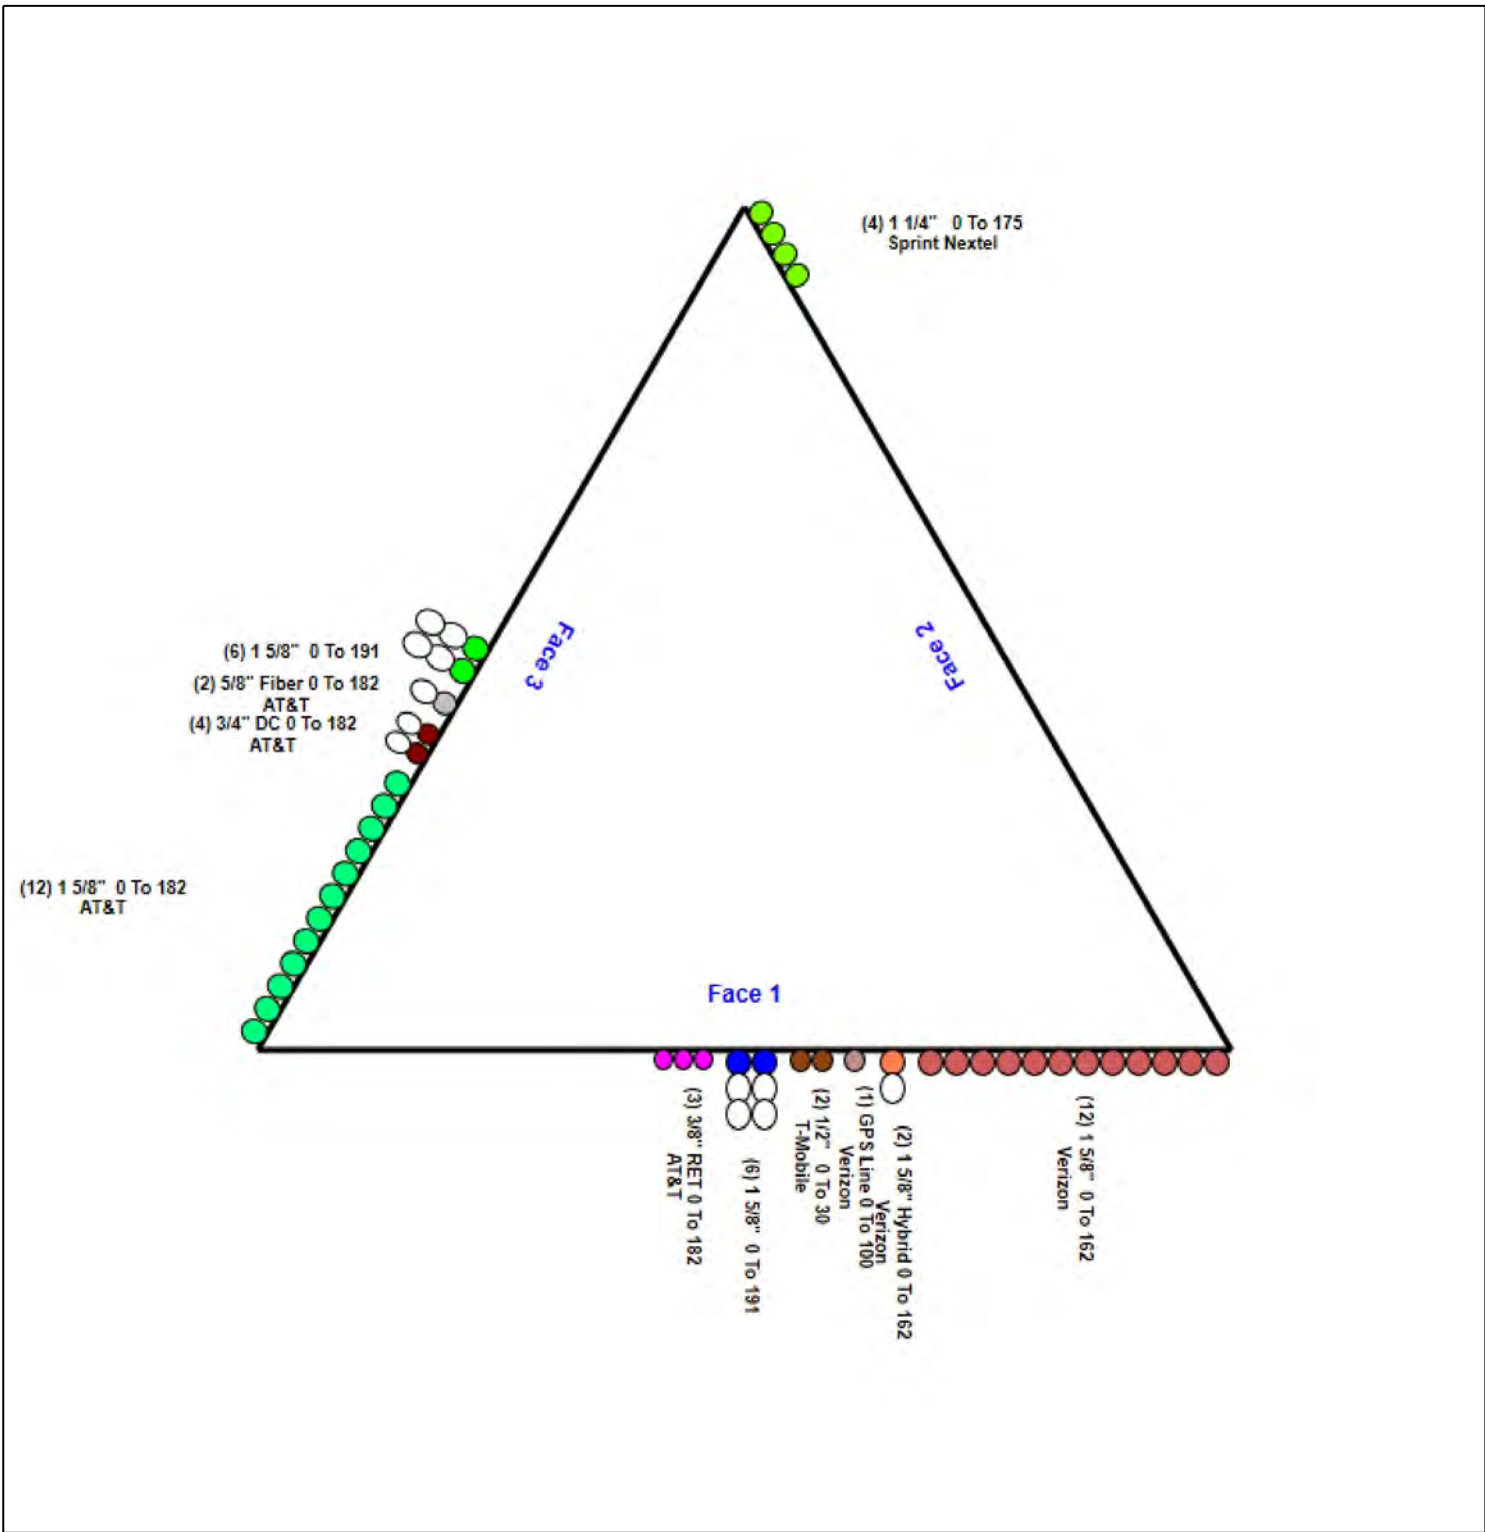 (4) 1 1/4" 0 To 175
Sprint Nextel
Face 3
Face 2
(6) 1 5/8" 0 To 191
(2) 5/8" Fiber 0 To 182
AT&T
(4) 3/4" DC 0 To 182
AT&T
(12) 1 5/8" 0 To 182
AT&T
Face 1
(3) 3/8" RET 0 To 182
AT&T
(6) 1 5/8" 0 To 191
(2) 1/2" 0 To 30
T-Mobile
(1) GPS Line 0 To 100
Verizon
(2) 1 5/8" Hybrid 0 To 162
Verizon
(12) 1 5/8" 0 To 162
Verizon